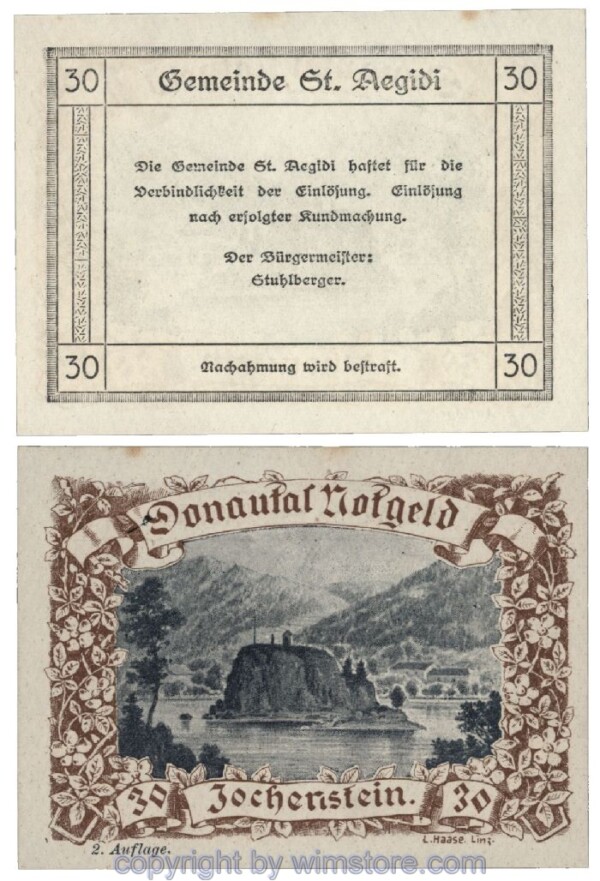 30 Gemeinde St. Aegidi 30
Die Gemeinde St. Aegidi haftet für die
Verbindlichkeit der Einlösung. Einlösung
nach erfolgter Kundmachung.
Der Bürgermeister:
Stuhlberger.
30 Nachahmung wird bestraft. 30
Donautal Notgeld
30 Jochenstein. 30
L. Haase. Linz.
2. Auflage.
copyright by wimstore.com